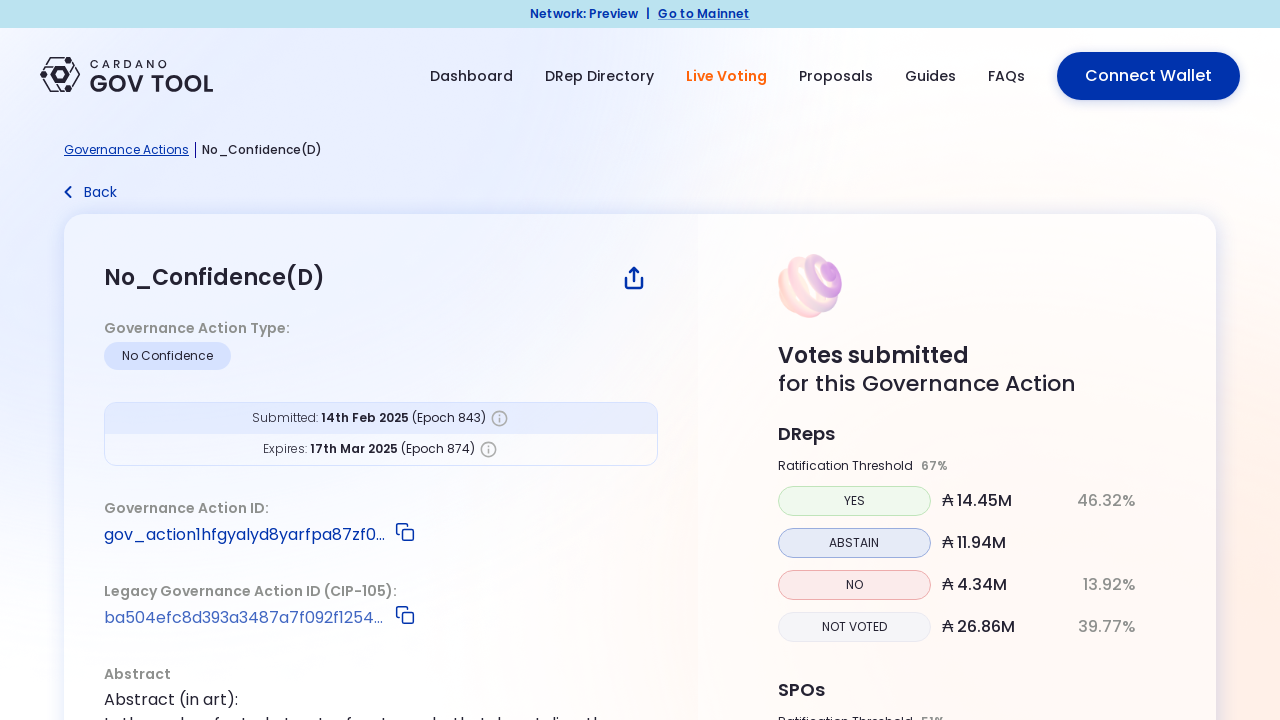 Network: Preview | Go to Mainnet
CARDANO
GOV TOOL
Dashboard
DRep Directory
Live Voting
Proposals
Guides
FAQs
Connect Wallet
Governance Actions | No_Confidence(D)
Back
No_Confidence(D)
Governance Action Type:
No Confidence
Submitted: 14th Feb 2025 (Epoch 843)
Expires: 17th Mar 2025 (Epoch 874)
Governance Action ID:
gov_action1hfgyalyd8yarfpa87zf0...
Legacy Governance Action ID (CIP-105):
ba504efc8d393a3487a7f092f1254...
Abstract
Abstract (in art):
Votes submitted
for this Governance Action
DReps
Ratification Threshold 67%
YES ₳ 14.45M 46.32%
ABSTAIN ₳ 11.94M
NO ₳ 4.34M 13.92%
NOT VOTED ₳ 26.86M 39.77%
SPOs
Ratification Threshold 51%